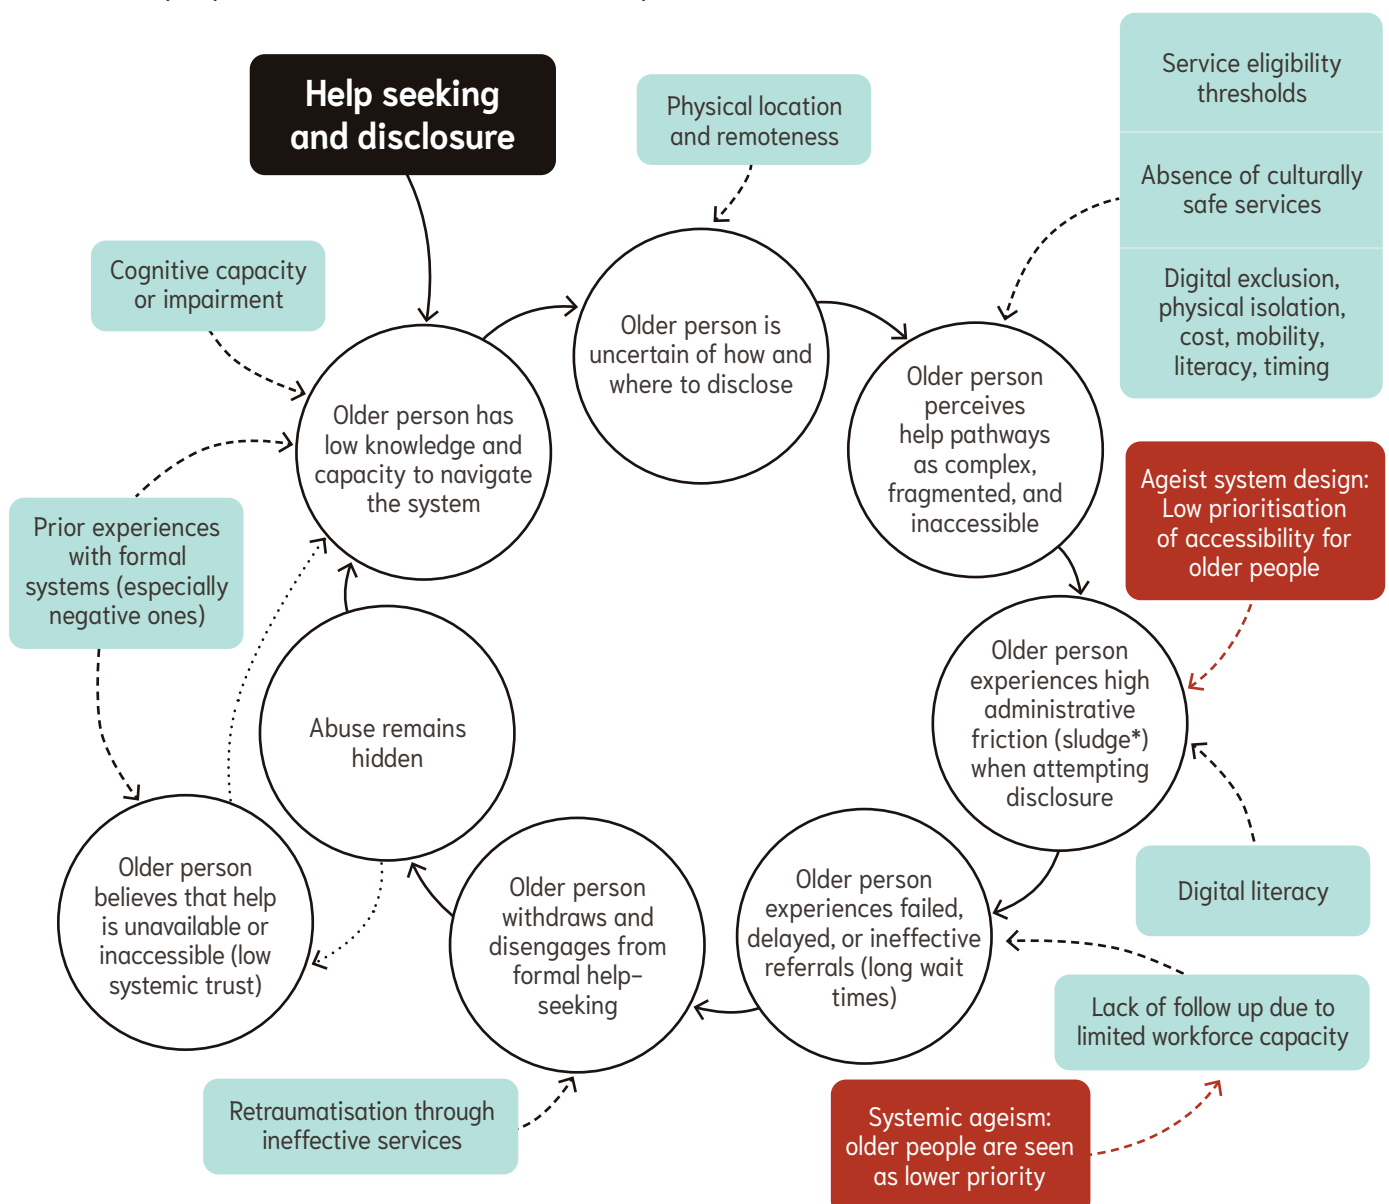 Help seeking
and disclosure
Physical location
and remoteness
Service eligibility
thresholds
Absence of culturally
safe services
Digital exclusion,
physical isolation,
cost, mobility,
literacy, timing
Cognitive capacity
or impairment
Older person has
low knowledge and
capacity to navigate
the system
Older person is
uncertain of how and
where to disclose
Older person
perceives
help pathways
as complex,
fragmented, and
inaccessible
Ageist system design:
Low prioritisation
of accessibility for
older people
Prior experiences
with formal
systems (especially
negative ones)
Older person
experiences high
administrative
friction (sludge*)
when attempting
disclosure
Abuse remains
hidden
Digital literacy
Older person
believes that help
is unavailable or
inaccessible (low
systemic trust)
Older person
withdraws and
disengages from
formal help-
seeking
Older person
experiences failed,
delayed, or ineffective
referrals (long wait
times)
Lack of follow up due to
limited workforce capacity
Retraumatisation through
ineffective services
Systemic ageism:
older people are seen
as lower priority